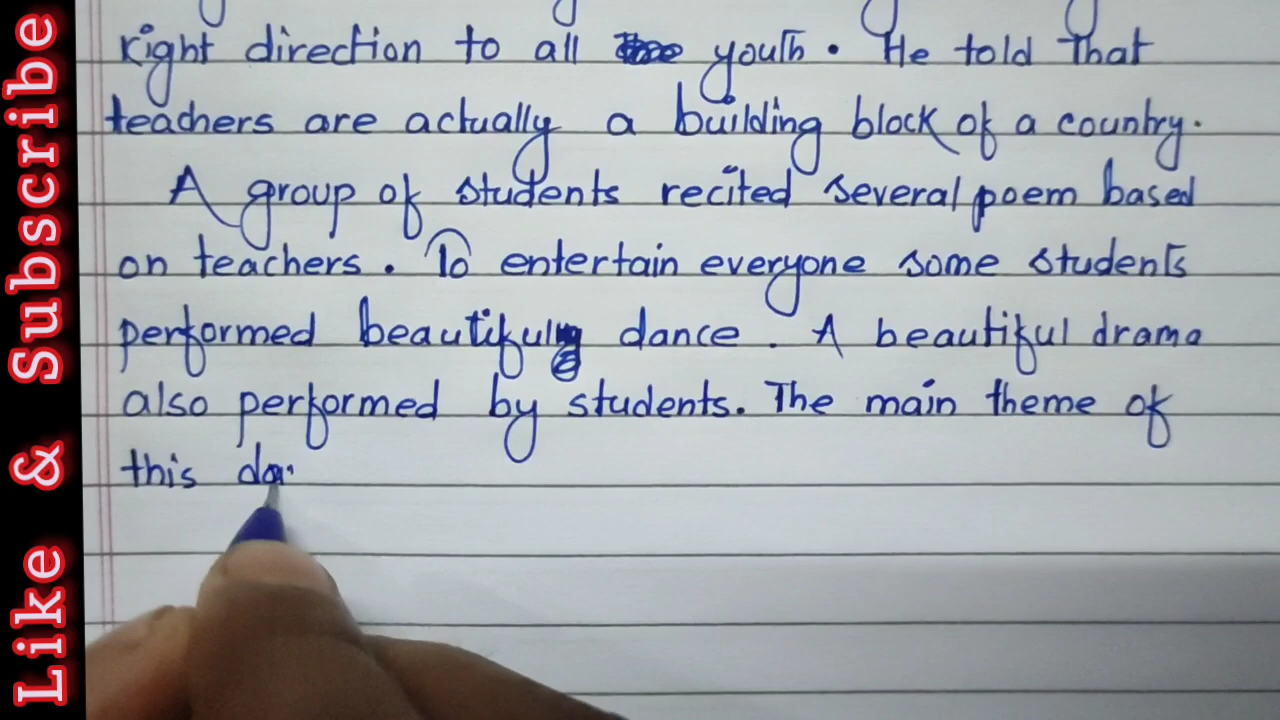 Like & Subscribe
right direction to all youth. He told that
teachers are actually a building block of a country.
A group of students recited several poem based
on teachers. To entertain everyone some students
performed beautiful dance. A beautiful drama
also performed by students. The main theme of
this